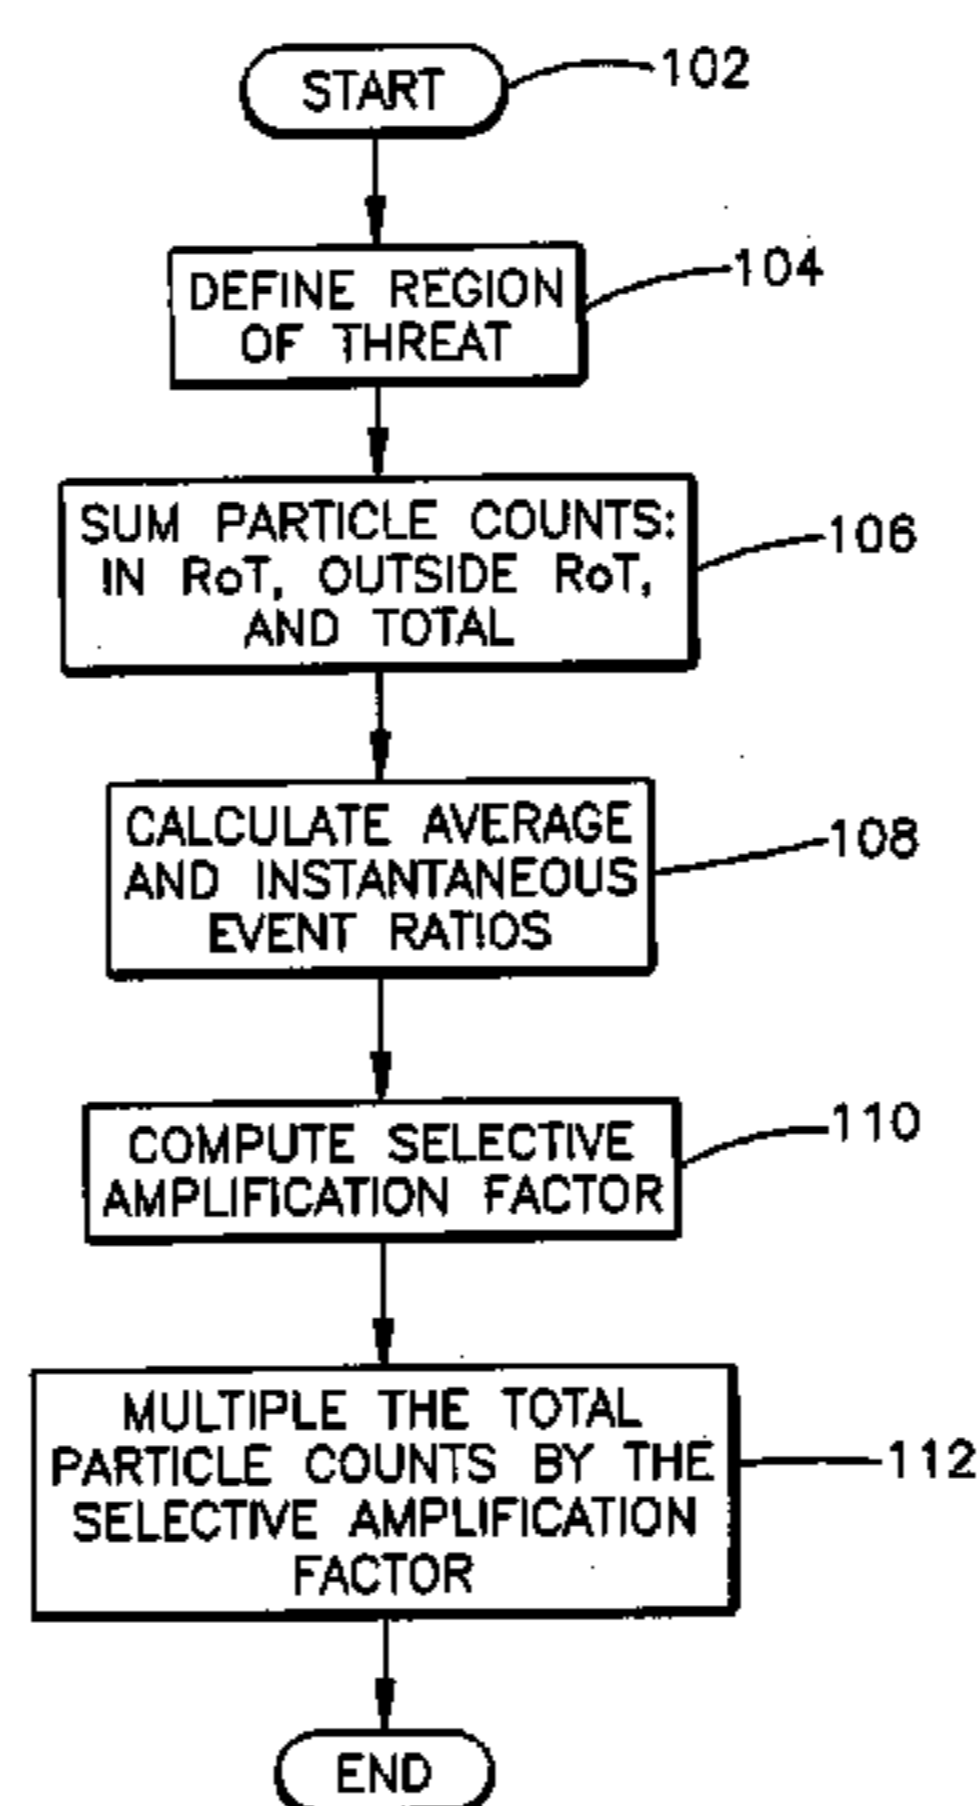 START
102
DEFINE REGION
OF THREAT
104
SUM PARTICLE COUNTS:
IN RoT, OUTSIDE RoT,
AND TOTAL
106
CALCULATE AVERAGE
AND INSTANTANEOUS
EVENT RATIOS
108
COMPUTE SELECTIVE
AMPLIFICATION FACTOR
110
MULTIPLE THE TOTAL
PARTICLE COUNTS BY THE
SELECTIVE AMPLIFICATION
FACTOR
112
END